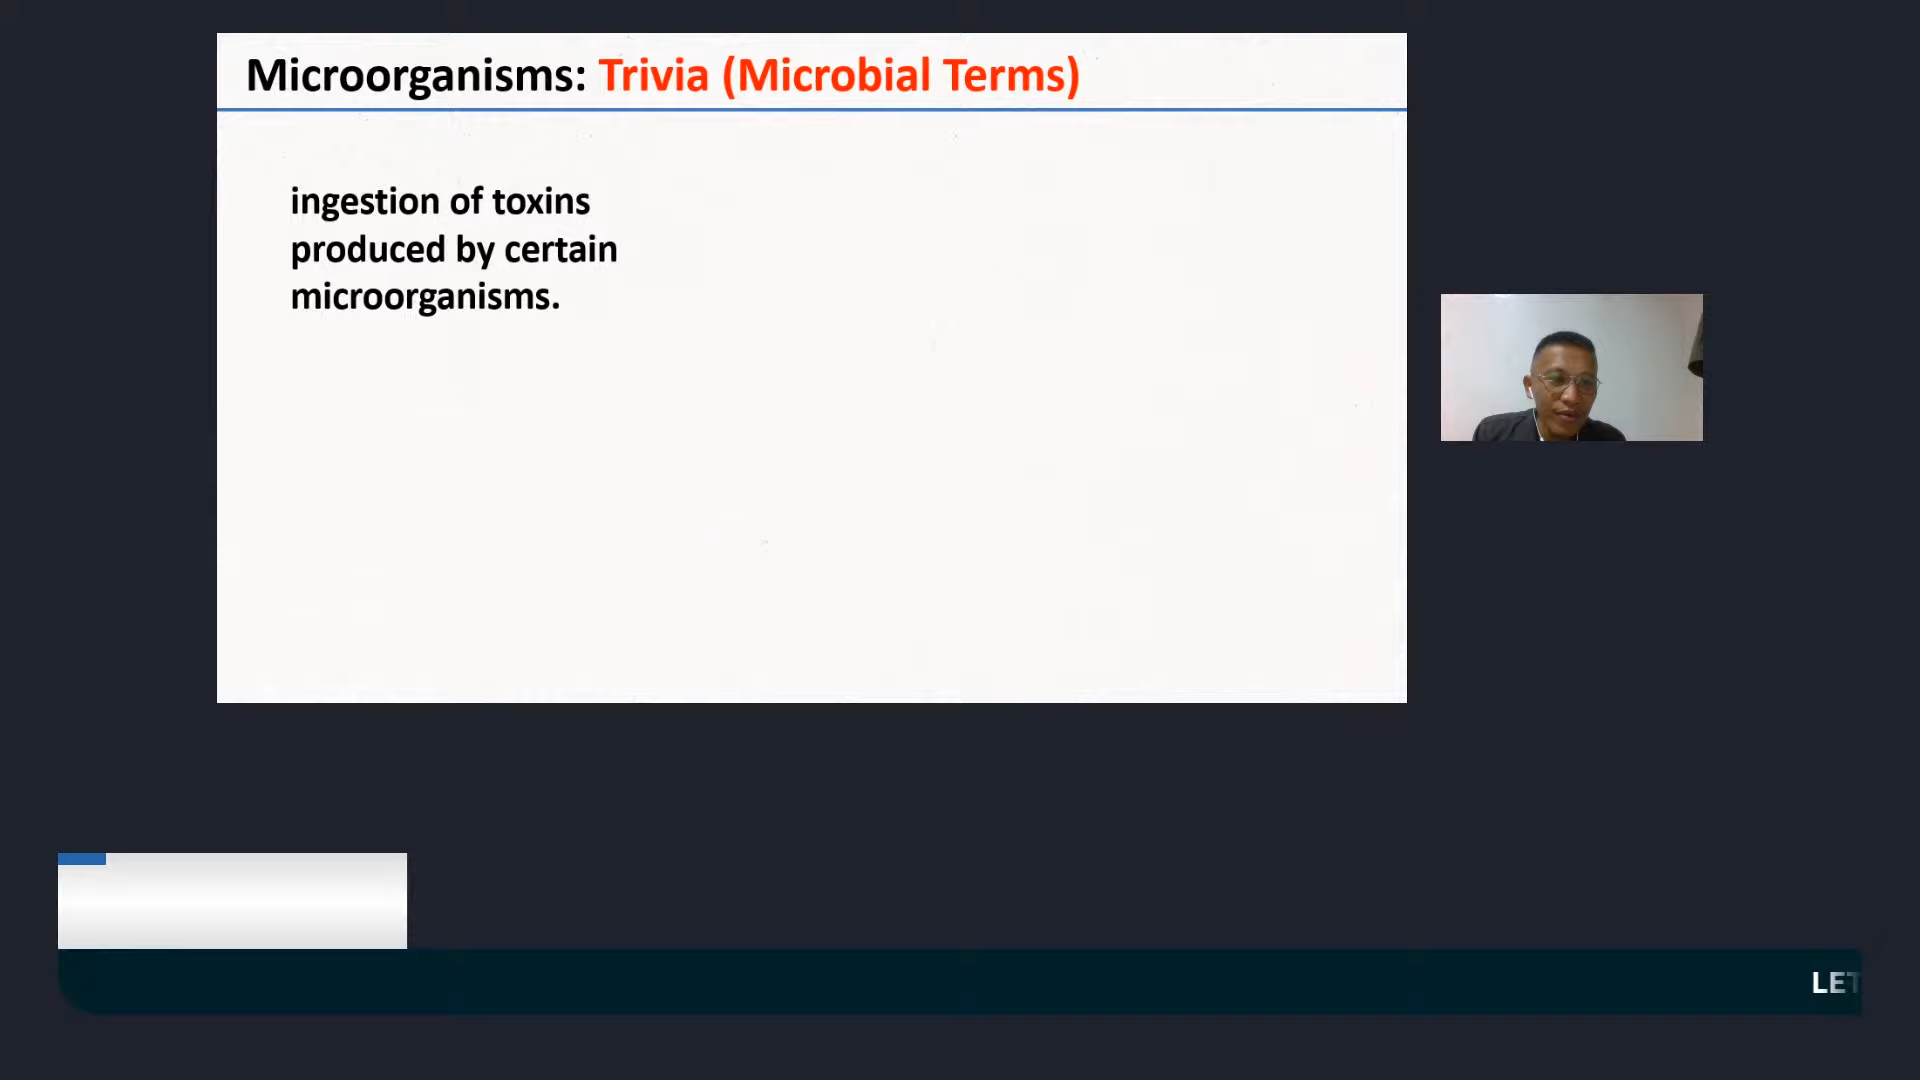 Microorganisms: Trivia (Microbial Terms)
ingestion of toxins
produced by certain
microorganisms.
LET